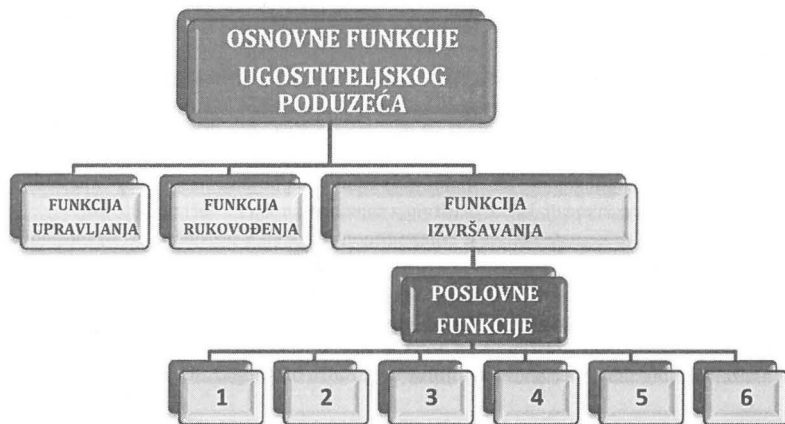 OSNOVNE FUNKCIJE
UGOSTITELJSKOG
PODUZEĆA
FUNKCIJA
UPRAVLJANJA
FUNKCIJA
RUKOVOĐENJA
FUNKCIJA
IZVRŠAVANJA
POSLOVNE
FUNKCIJE
1
2
3
4
5
6